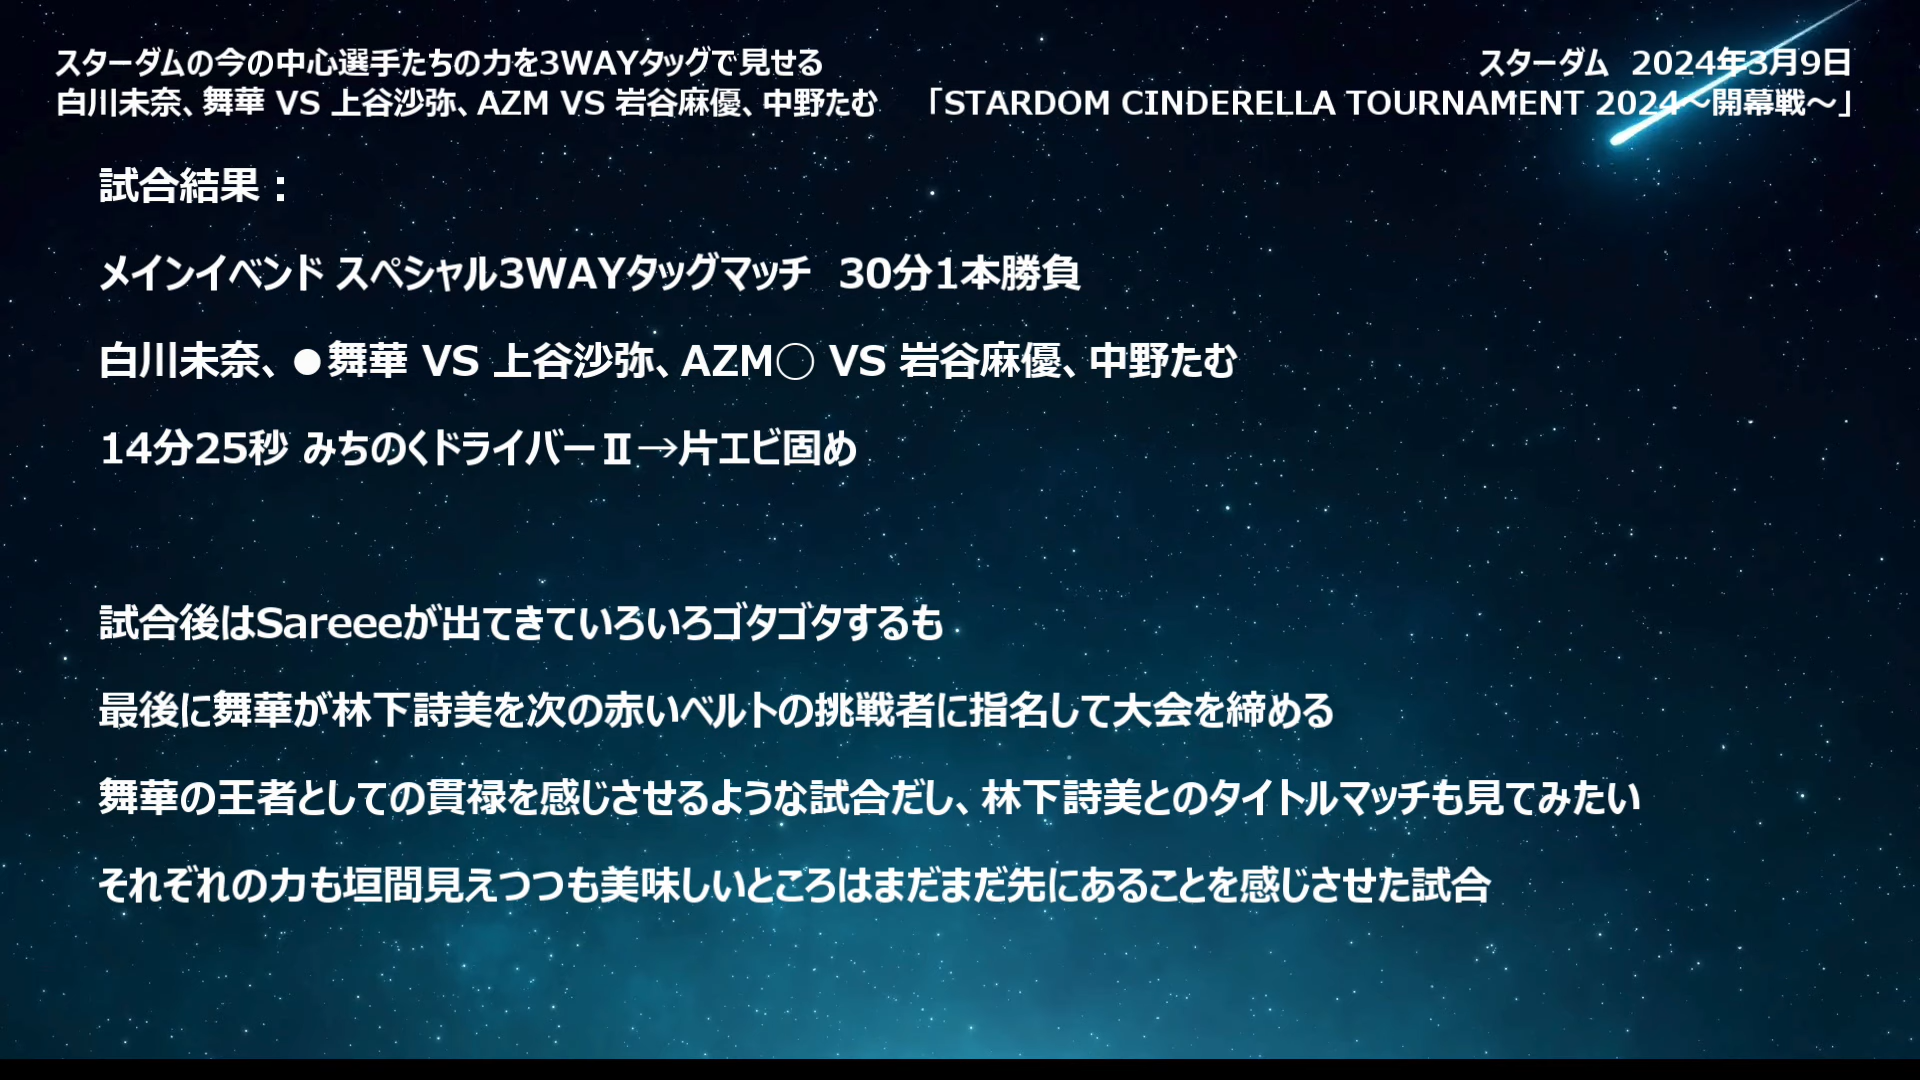 スターダムの今の中心選手たちの力を3WAYタッグで見せる
白川未奈、舞華 VS 上谷沙弥、AZM VS 岩谷麻優、中野たむ
スターダム 2024年3月9日
「STARDOM CINDERELLA TOURNAMENT 2024～開幕戦～」
試合結果：
メインイベンド スペシャル3WAYタッグマッチ 30分1本勝負
白川未奈、●舞華 VS 上谷沙弥、AZM○ VS 岩谷麻優、中野たむ
14分25秒 みちのくドライバーⅡ→片エビ固め
試合後はSareeeが出てきていろいろゴタゴタするも
最後に舞華が林下詩美を次の赤いベルトの挑戦者に指名して大会を締める
舞華の王者としての貫禄を感じさせるような試合だし、林下詩美とのタイトルマッチも見てみたい
それぞれの力も垣間見えつつも美味しいところはまだまだ先にあることを感じさせた試合